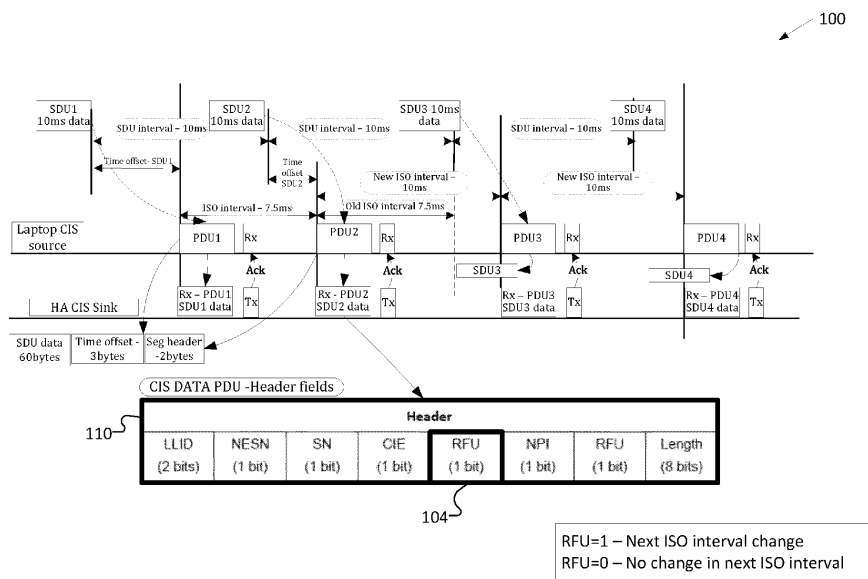 100
SDU1
10ms data
SDU2
10ms data
SDU3 10ms
data
SDU4
10ms data
SDU interval – 10ms
SDU interval – 10ms
SDU interval – 10ms
Time offset- SDU1
Time
offset
SDU2
New ISO interval –
10ms
New ISO interval –
10ms
ISO interval – 7.5ms
Old ISO interval 7.5ms
Laptop CIS
source
PDU1
Rx
PDU2
Rx
PDU3
Rx
PDU4
Rx
Ack
Ack
SDU3
Ack
SDU4
Ack
HA CIS Sink
Rx – PDU1
SDU1 data
Tx
Rx - PDU2
SDU2 data
Tx
Rx – PDU3
SDU3 data
Tx
Rx – PDU4
SDU4 data
Tx
SDU data
60bytes
Time offset -
3bytes
Seg header
-2bytes
CIS DATA PDU -Header fields
110
Header
LLID
(2 bits)
NESN
(1 bit)
SN
(1 bit)
CIE
(1 bit)
RFU
(1 bit)
NPI
(1 bit)
RFU
(1 bit)
Length
(8 bits)
104
RFU=1 – Next ISO interval change
RFU=0 – No change in next ISO interval